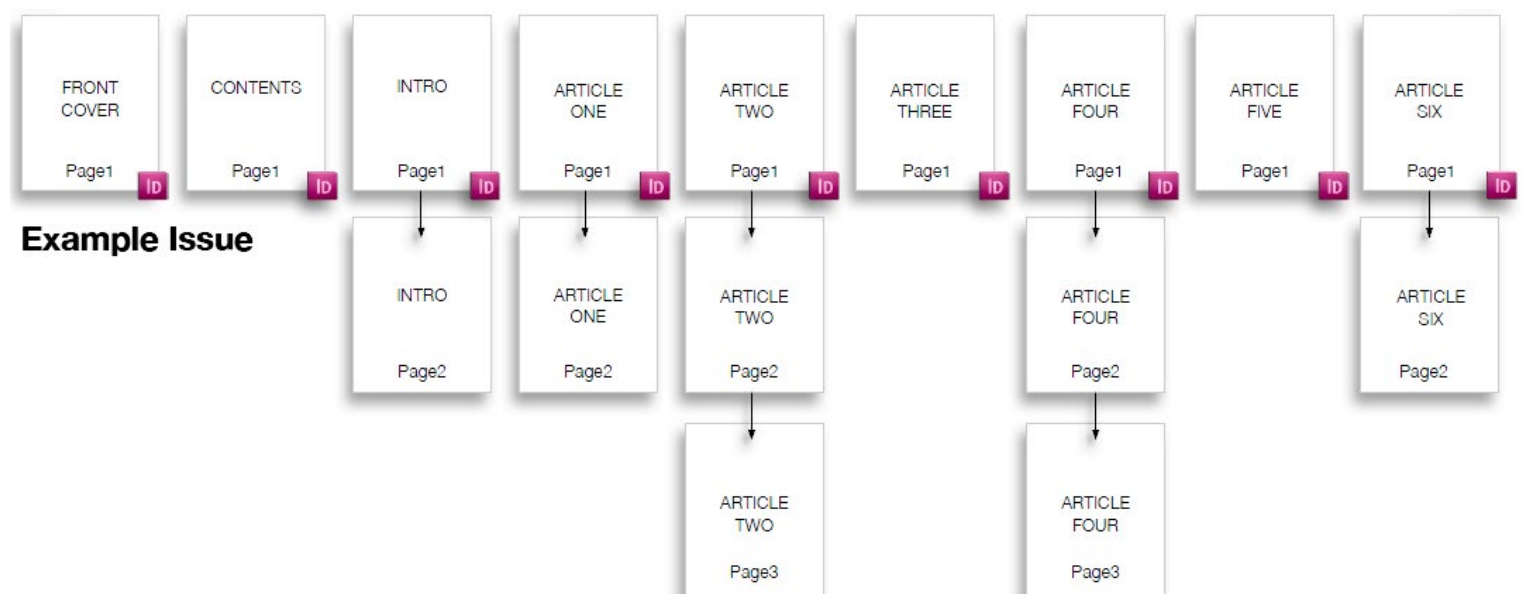 FRONT
COVER
Page1
ID
CONTENTS
Page1
ID
INTRO
Page1
ID
ARTICLE
ONE
Page1
ID
ARTICLE
TWO
Page1
ID
ARTICLE
THREE
Page1
ID
ARTICLE
FOUR
Page1
ID
ARTICLE
FIVE
Page1
ID
ARTICLE
SIX
Page1
ID
Example Issue
INTRO
Page2
ARTICLE
ONE
Page2
ARTICLE
TWO
Page2
ARTICLE
FOUR
Page2
ARTICLE
SIX
Page2
ARTICLE
TWO
Page3
ARTICLE
FOUR
Page3